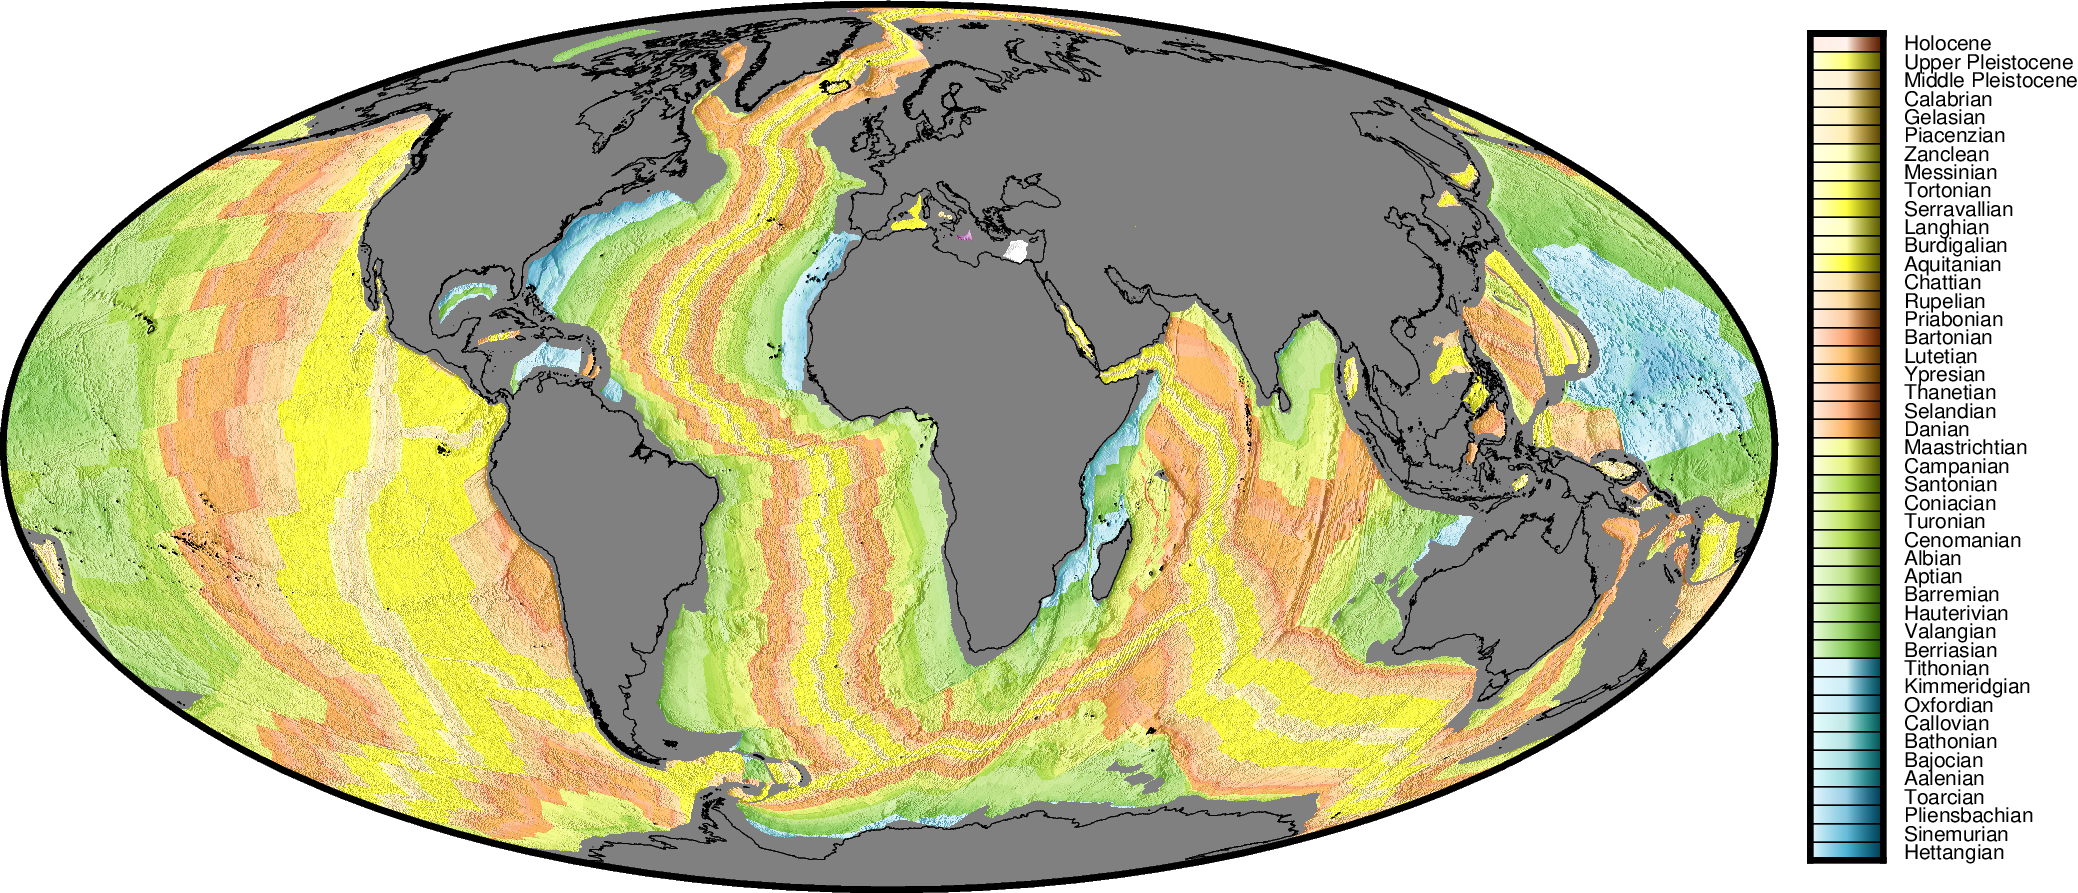 Holocene
Upper Pleistocene
Middle Pleistocene
Calabrian
Gelasian
Piacenzian
Zanclean
Messinian
Tortonian
Serravallian
Langhian
Burdigalian
Aquitanian
Chattian
Rupelian
Priabonian
Bartonian
Lutetian
Ypresian
Thanetian
Selandian
Danian
Maastrichtian
Campanian
Santonian
Coniacian
Turonian
Cenomanian
Albian
Aptian
Barremian
Hauterivian
Valangian
Berriasian
Tithonian
Kimmeridgian
Oxfordian
Callovian
Bathonian
Bajocian
Aalenian
Toarcian
Pliensbachian
Sinemurian
Hettangian